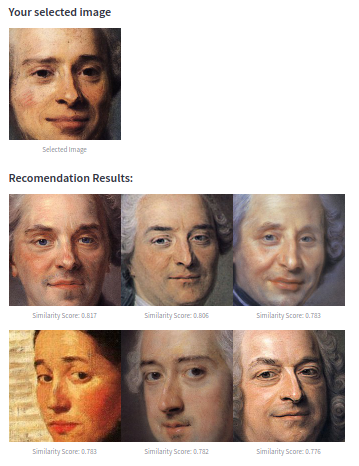 Your selected image
Selected Image
Recomendation Results:
Similarity Score: 0,817 Similarity Score: 0,806 Similarity Score: 0,783
Similarity Score: 0,783 Similarity Score: 0,782 Similarity Score: 0,776